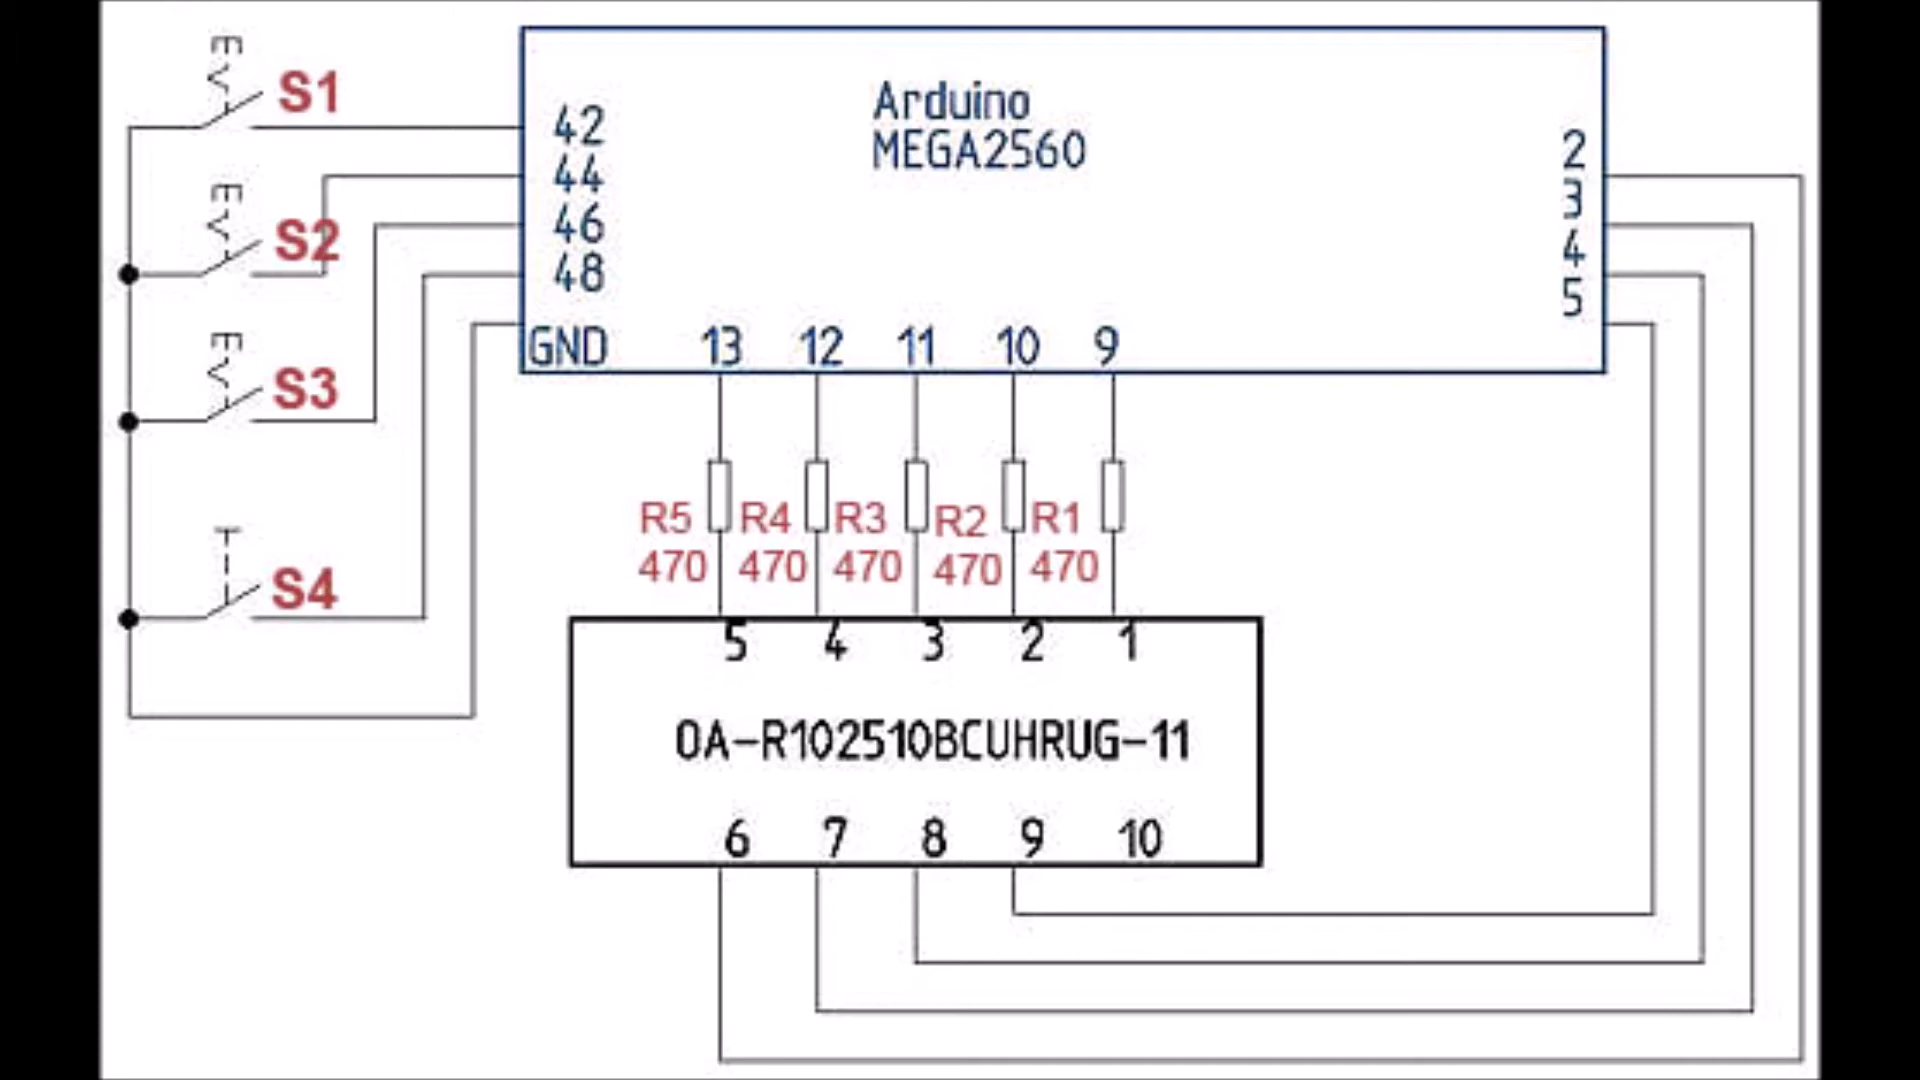 S1
S2
S3
S4
Arduino
MEGA2560
42
44
46
48
GND
13 12 11 10 9
2
3
4
5
R5 R4 R3 R2 R1
470 470 470 470 470
5 4 3 2 1
OA-R102510BCUHRUG-11
6 7 8 9 10